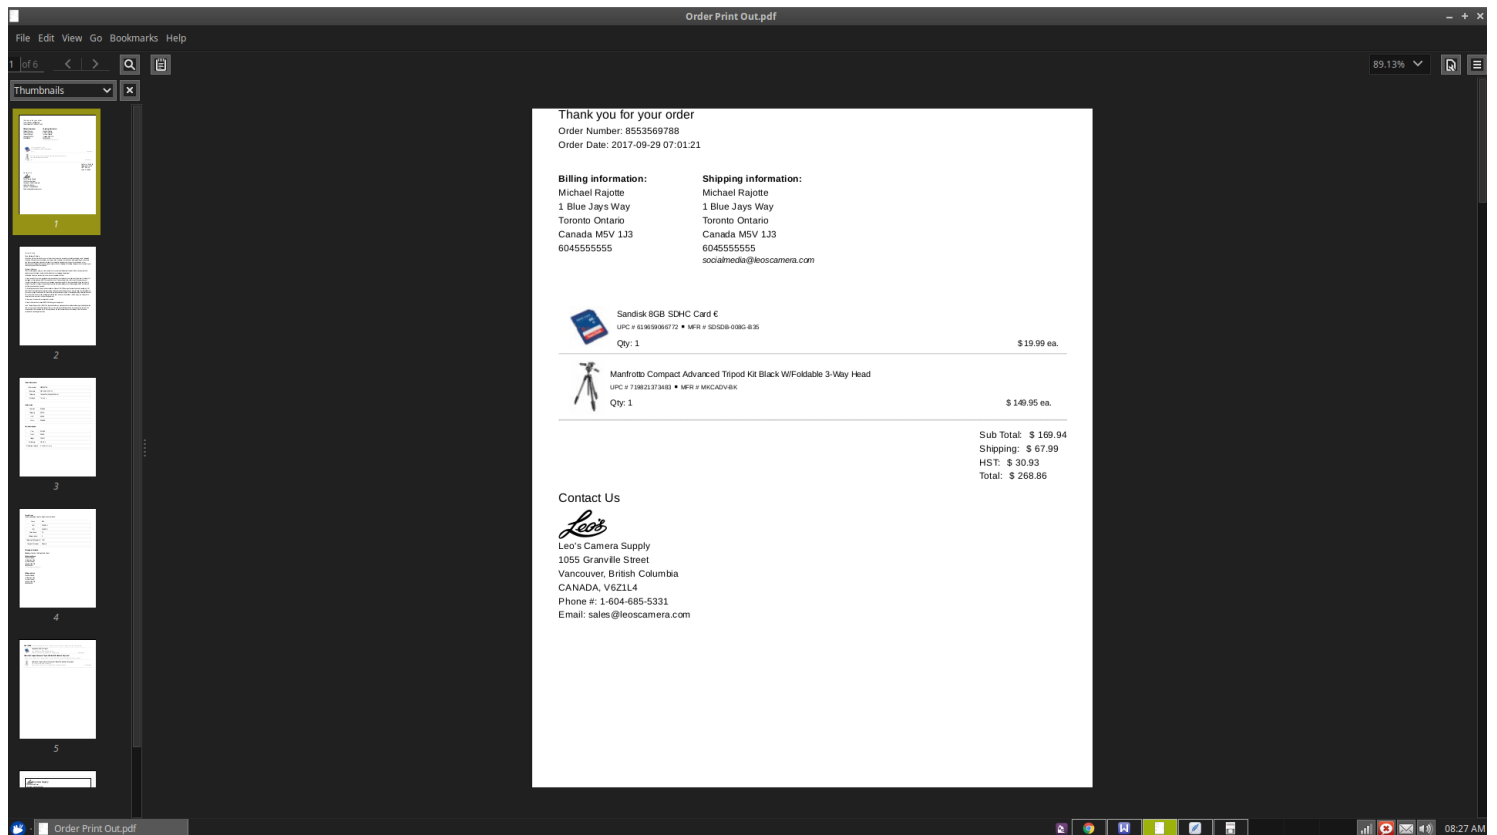 Order Print Out.pdf
File Edit View Go Bookmarks Help
1 of 6
89.13%
Thumbnails
1
2
3
4
5
Thank you for your order
Order Number: 8553569788
Order Date: 2017-09-29 07:01:21
Billing information: Shipping information:
Michael Rajotte Michael Rajotte
1 Blue Jays Way 1 Blue Jays Way
Toronto Ontario Toronto Ontario
Canada M5V 1J3 Canada M5V 1J3
6045555555 6045555555
socialmedia@leoscamera.com
Sandisk 8GB SDHC Card €
UPC # 619659066772 • MFR # SDSDB-008G-B35
Qty: 1 $ 19.99 ea.
Manfrotto Compact Advanced Tripod Kit Black W/Foldable 3-Way Head
UPC # 719821373483 • MFR # MKCADV-BK
Qty: 1 $ 149.95 ea.
Sub Total: $ 169.94
Shipping: $ 67.99
HST: $ 30.93
Total: $ 268.86
Contact Us
Leo's
Leo's Camera Supply
1055 Granville Street
Vancouver, British Columbia
CANADA, V6Z1L4
Phone #: 1-604-685-5331
Email: sales@leoscamera.com
Order Print Out.pdf
08:27 AM